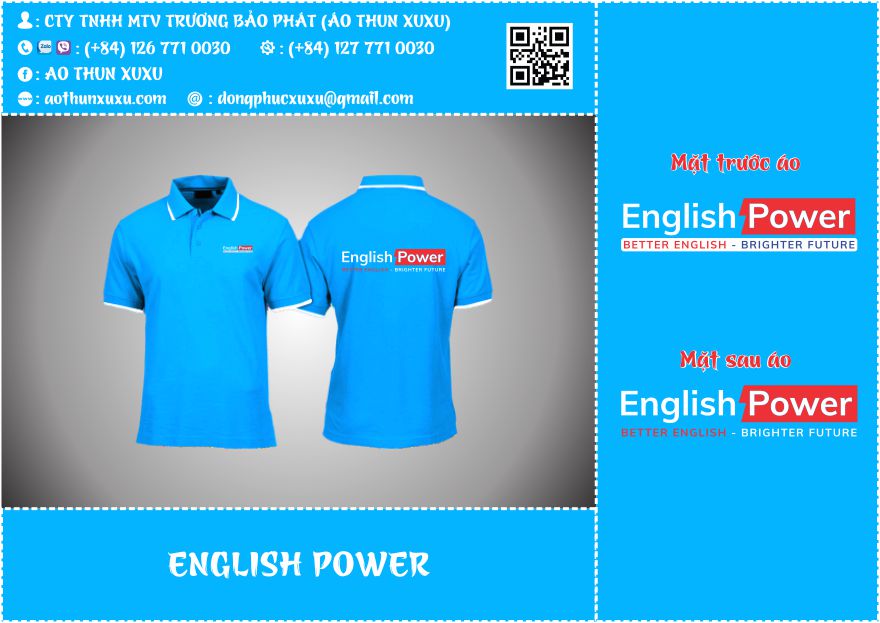 : CTY TNHH MTV TRƯƠNG BẢO PHÁT (ÁO THUN XUXU)
Zalo : (+84) 126 771 0030 : (+84) 127 771 0030
f : AO THUN XUXU
www : aothunxuxu.com @ : dongphucxuxu@gmail.com
English Power
English Power
BETTER ENGLISH - BRIGHTER FUTURE
Mặt trước áo
English Power
BETTER ENGLISH - BRIGHTER FUTURE
Mặt sau áo
English Power
BETTER ENGLISH - BRIGHTER FUTURE
ENGLISH POWER